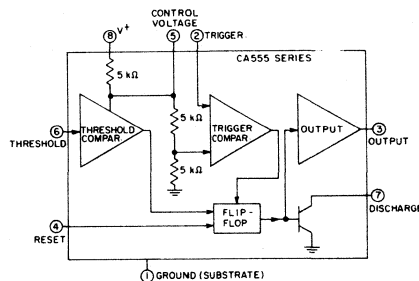 CONTROL
VOLTAGE
⑧ V+
⑤
② TRIGGER
CA555 SERIES
5 kΩ
5 kΩ
5 kΩ
⑥
THRESHOLD
THRESHOLD
COMPAR.
TRIGGER
COMPAR.
OUTPUT
③
OUTPUT
⑦
DISCHARGE
④
RESET
FLIP-
FLOP
① GROUND (SUBSTRATE)